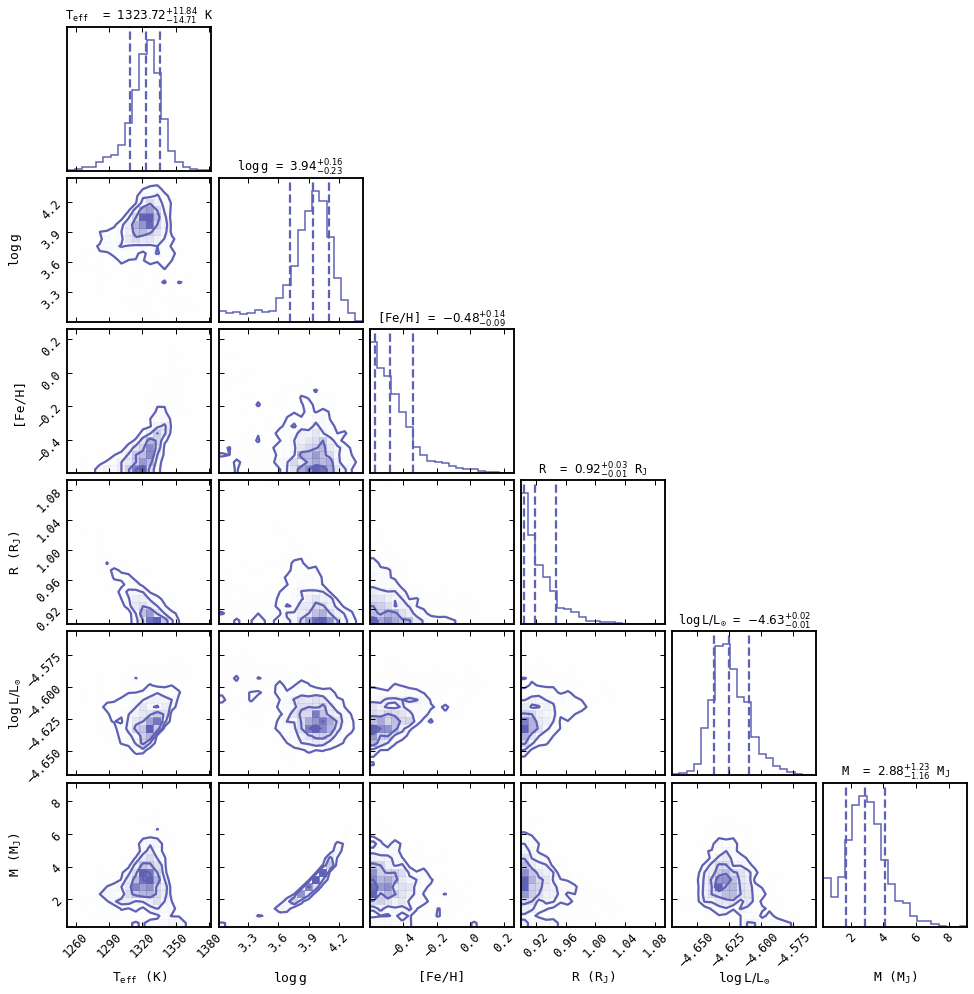 T_eff = 1323.72 +11.84 −14.71 K
log g = 3.94 +0.16 −0.23
4.2
3.9
3.6
3.3
log g
[Fe/H] = −0.48 +0.14 −0.09
0.2
0.0
−0.2
−0.4
[Fe/H]
R = 0.92 +0.03 −0.01 R_J
1.08
1.04
1.00
0.96
0.92
R (R_J)
log L/L⊙ = −4.63 +0.02 −0.01
−4.575
−4.600
−4.625
−4.650
log L/L⊙
M = 2.88 +1.23 −1.16 M_J
8
6
4
2
M (M_J)
1260 1290 1320 1350 1380
3.3 3.6 3.9 4.2
−0.4 −0.2 0.0 0.2
0.92 0.96 1.00 1.04 1.08
−4.650 −4.625 −4.600 −4.575
2 4 6 8
T_eff (K)
log g
[Fe/H]
R (R_J)
log L/L⊙
M (M_J)